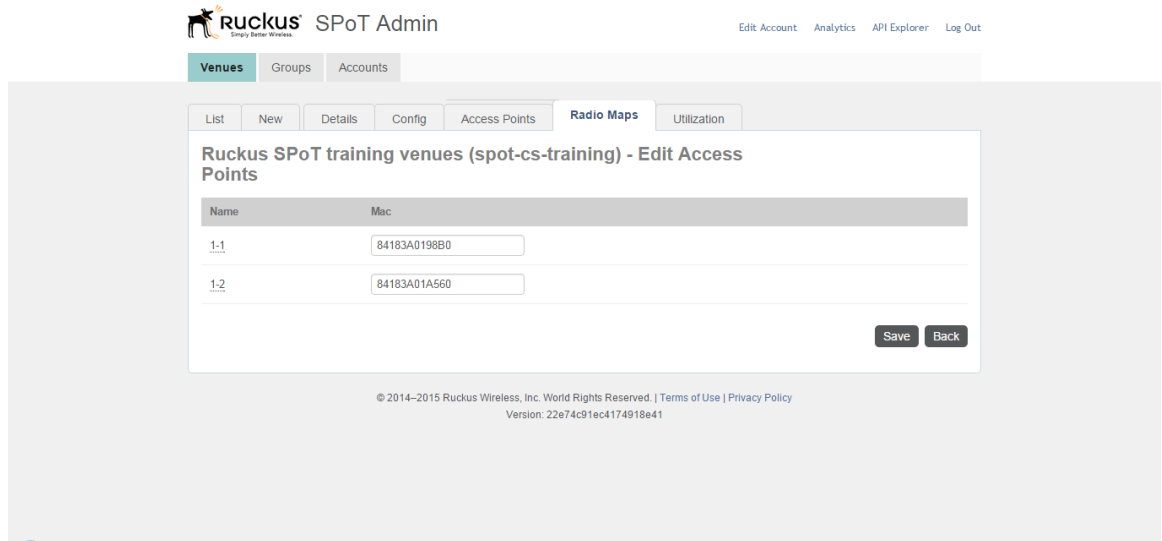 Ruckus SPoT Admin
Simply Better Wireless.
Edit Account Analytics API Explorer Log Out
Venues Groups Accounts
List New Details Config Access Points Radio Maps Utilization
Ruckus SPoT training venues (spot-cs-training) - Edit Access
Points
Name Mac
1-1 84183A0198B0
1-2 84183A01A560
Save Back
© 2014–2015 Ruckus Wireless, Inc. World Rights Reserved. | Terms of Use | Privacy Policy
Version: 22e74c91ec4174918e41